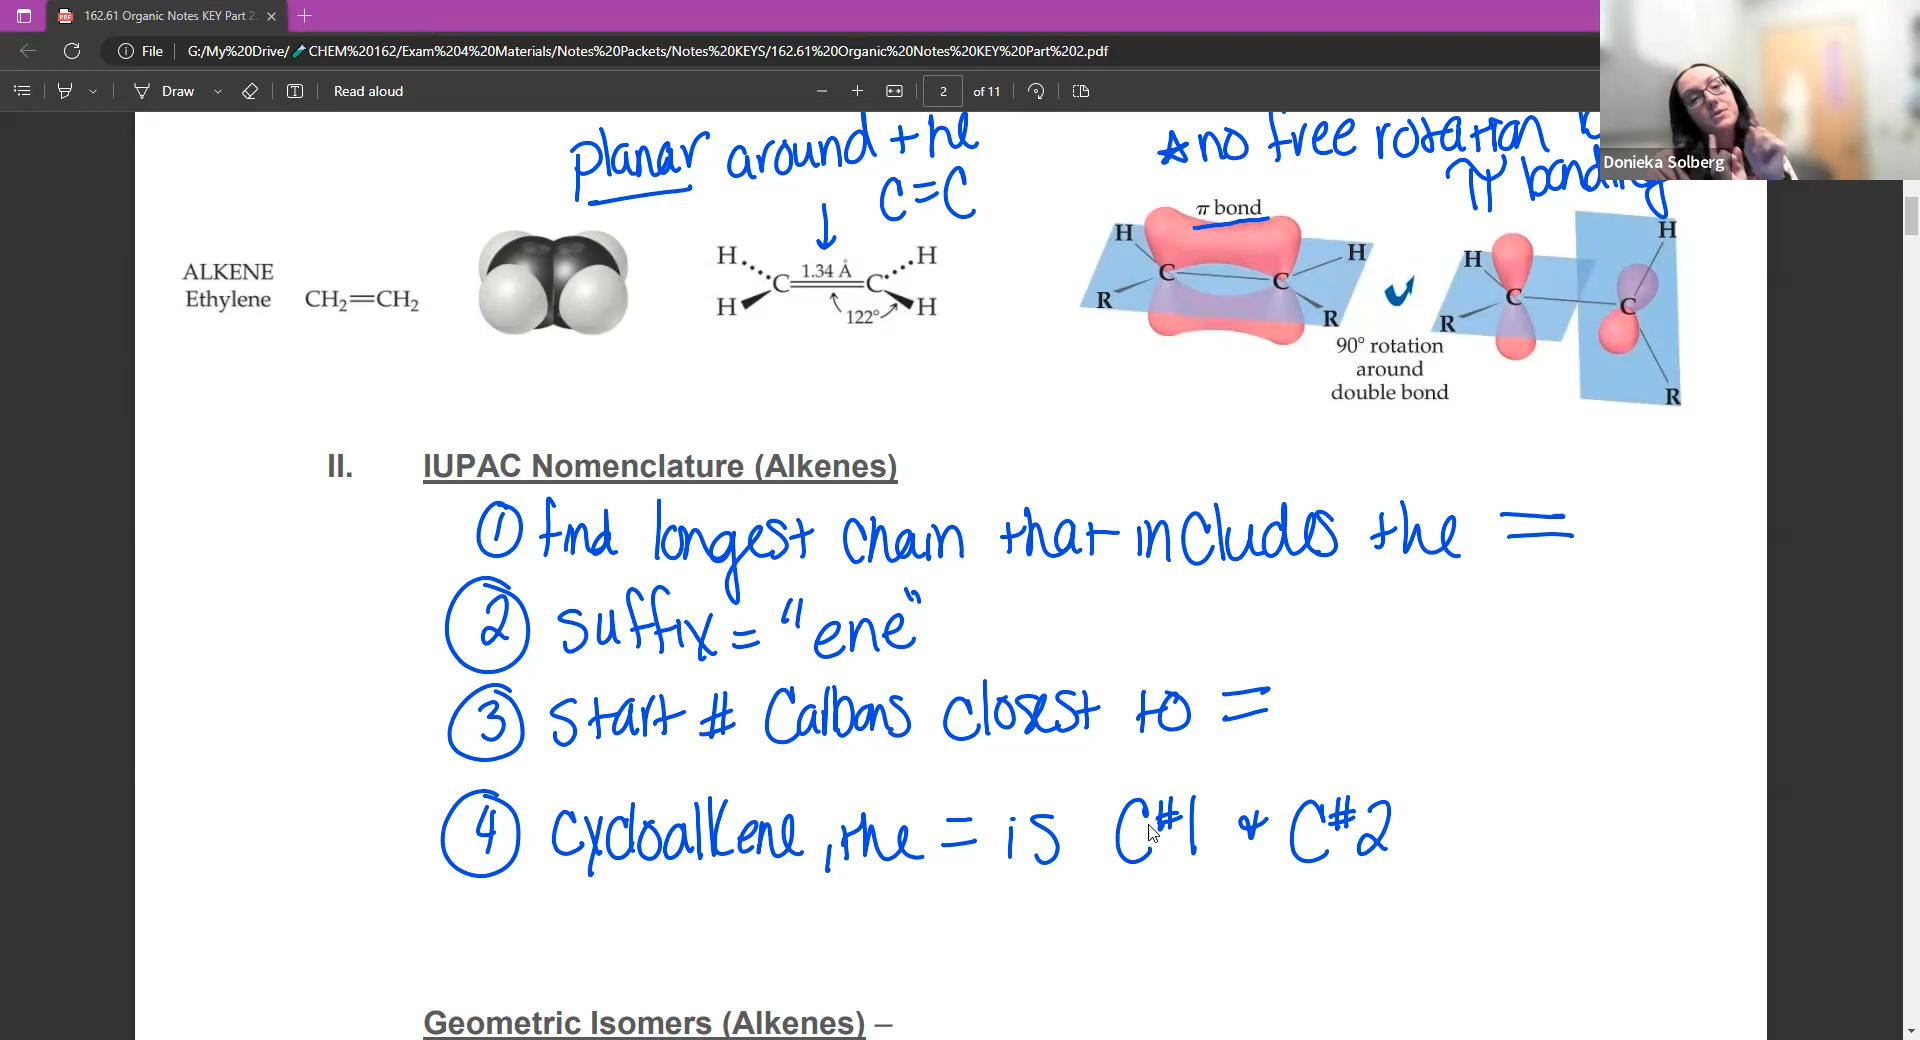 162.61 Organic Notes KEY Part 2.
File
G:/My%20Drive/🧪CHEM%20162/Exam%204%20Materials/Notes%20Packets/Notes%20KEYS/162.61%20Organic%20Notes%20KEY%20Part%202.pdf
Draw
Read aloud
2 of 11
Donieka Solberg
planar around the
C=C
☆no free rotation
π bonding
ALKENE
Ethylene
CH₂=CH₂
H H
1.34 Å
C C
H 122° H
π bond
H H
C C
R R
H H
C C
R R
90° rotation
around
double bond
II. IUPAC Nomenclature (Alkenes)
① find longest chain that includes the =
② suffix = "ene"
③ start # Carbons closest to =
④ cycloalkene, the = is C#1 & C#2
Geometric Isomers (Alkenes) –